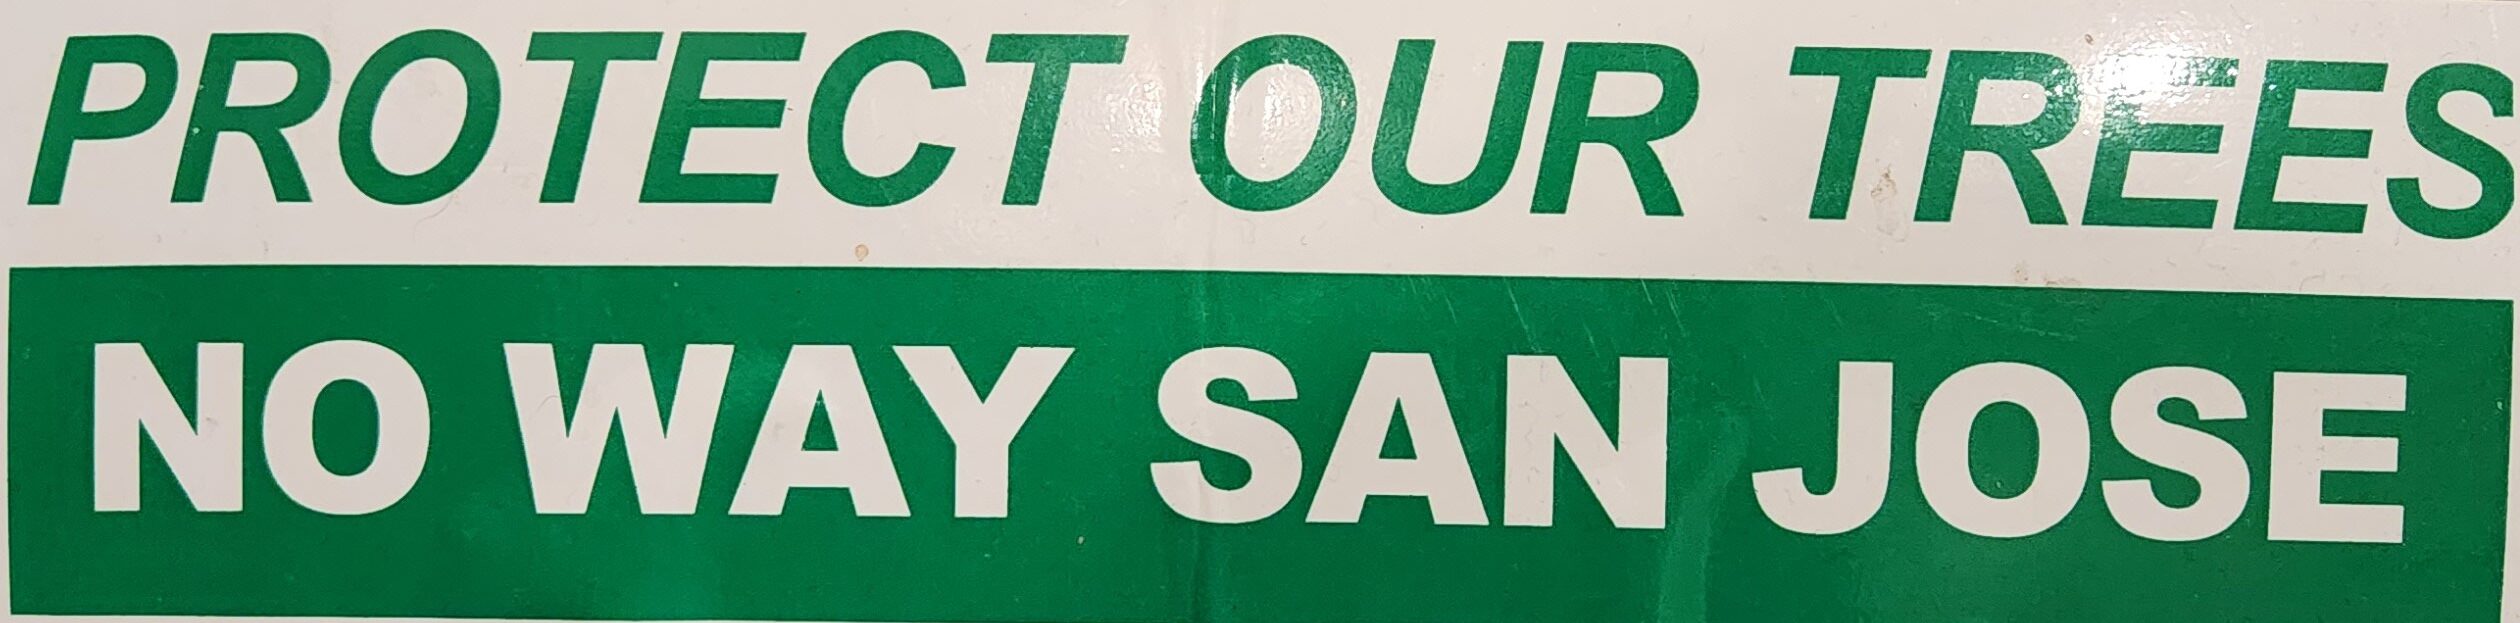 PROTECT OUR TREES
NO WAY SAN JOSE